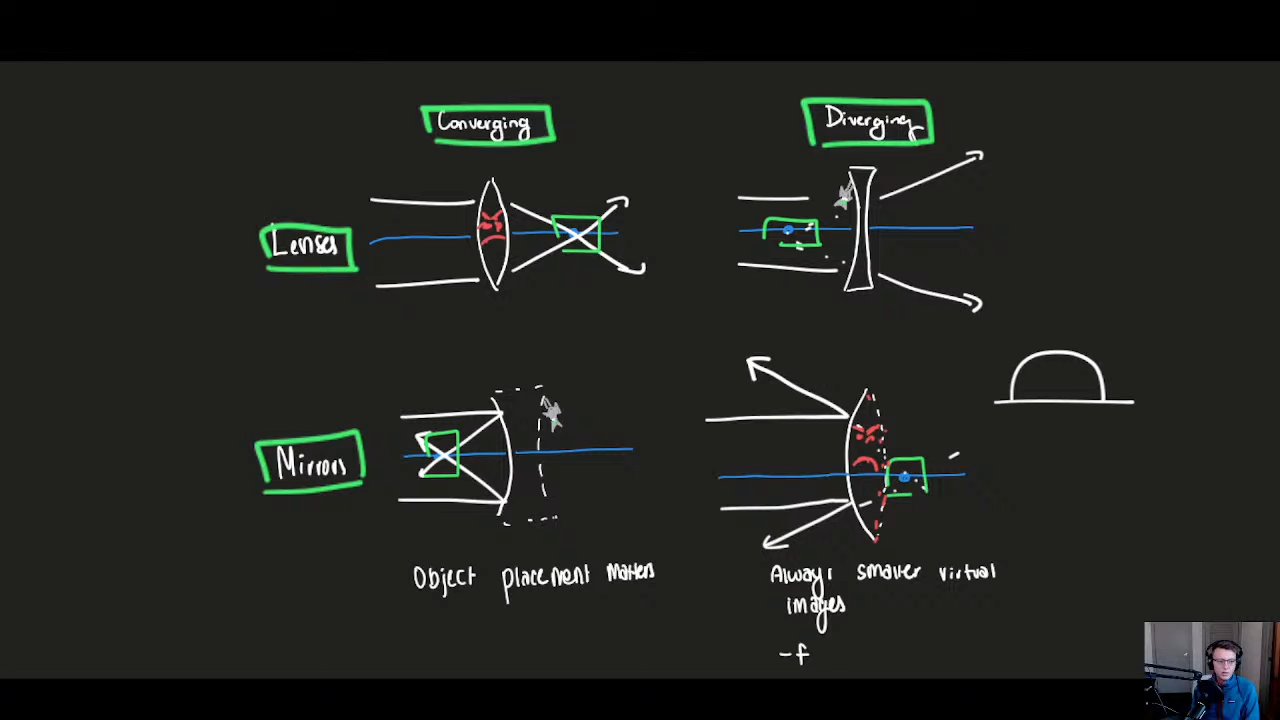 Converging
Diverging
Lenses
Mirrors
Object placement matters
Always smaller virtual
images
-f